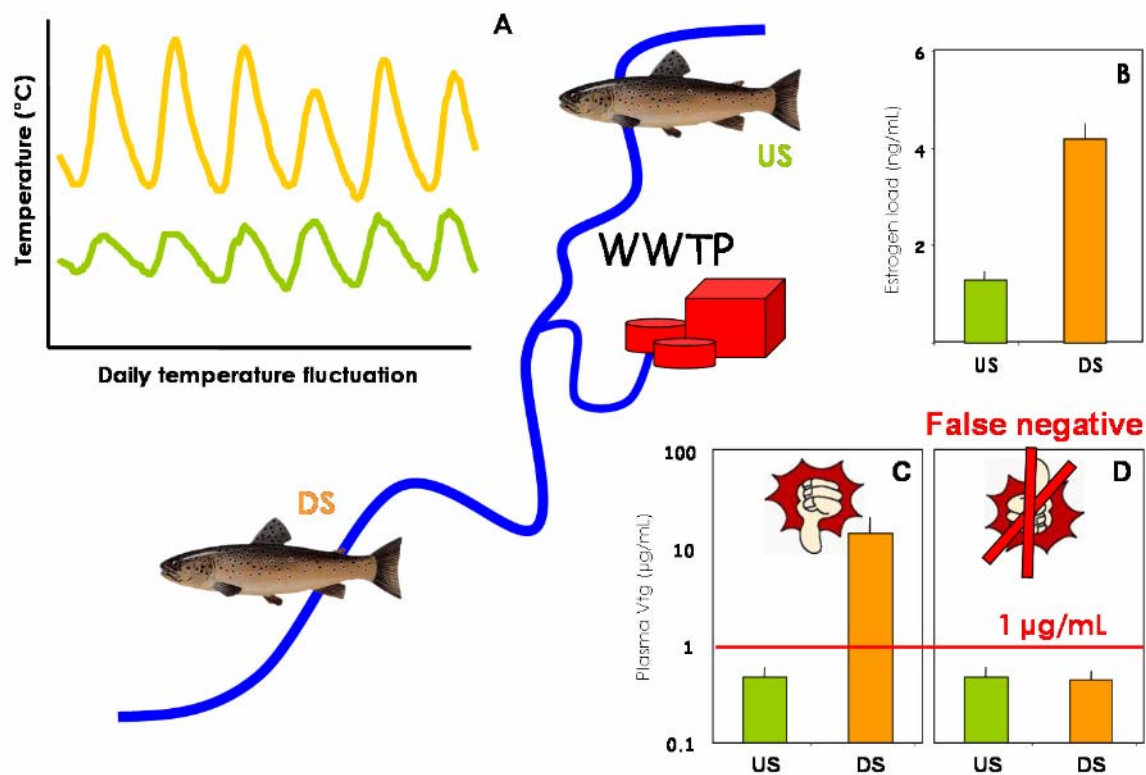 A
Temperature (°C)
Daily temperature fluctuation
US
WWTP
DS
B
Estrogen load (ng/mL)
6
4
2
US DS
False negative
C
D
Plasma Vtg (µg/mL)
100
10
1
0.1
1 µg/mL
US DS
US DS